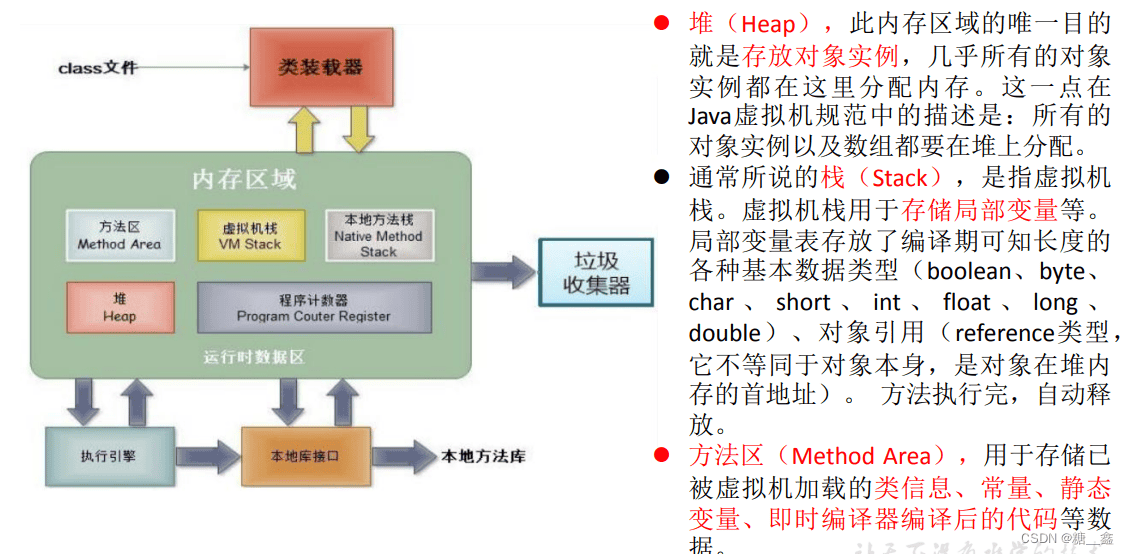 class文件
类装载器
内存区域
方法区
Method Area
虚拟机栈
VM Stack
本地方法栈
Native Method
Stack
堆
Heap
程序计数器
Program Couter Register
运行时数据区
垃圾
收集器
执行引擎
本地库接口
本地方法库
● 堆（Heap），此内存区域的唯一目的
就是存放对象实例，几乎所有的对象
实例都在这里分配内存。这一点在
Java虚拟机规范中的描述是：所有的
对象实例以及数组都要在堆上分配。
● 通常所说的栈（Stack），是指虚拟机
栈。虚拟机栈用于存储局部变量等。
局部变量表存放了编译期可知长度的
各种基本数据类型（boolean、byte、
char 、 short 、 int 、 float 、 long 、
double）、对象引用（reference类型，
它不等同于对象本身，是对象在堆内
存的首地址）。 方法执行完，自动释
放。
● 方法区（Method Area），用于存储已
被虚拟机加载的类信息、常量、静态
变量、即时编译器编译后的代码等数
据。
CSDN @糖__鑫